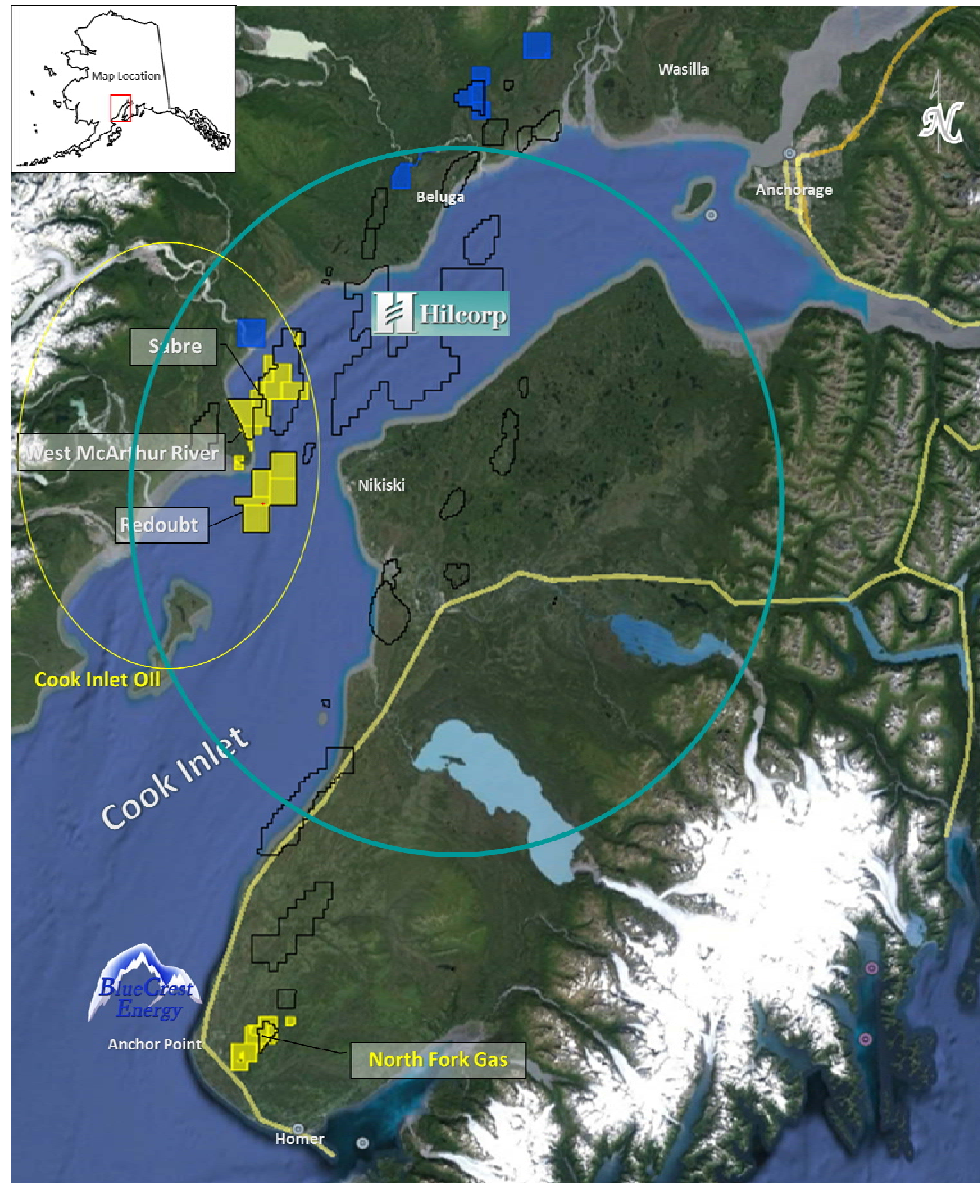 Map Location
Wasilla
N
Anchorage
Beluga
Hilcorp
Sabre
West McArthur River
Nikiski
Redoubt
Cook Inlet Oil
Cook Inlet
BlueCrest
Energy
Anchor Point
North Fork Gas
Homer